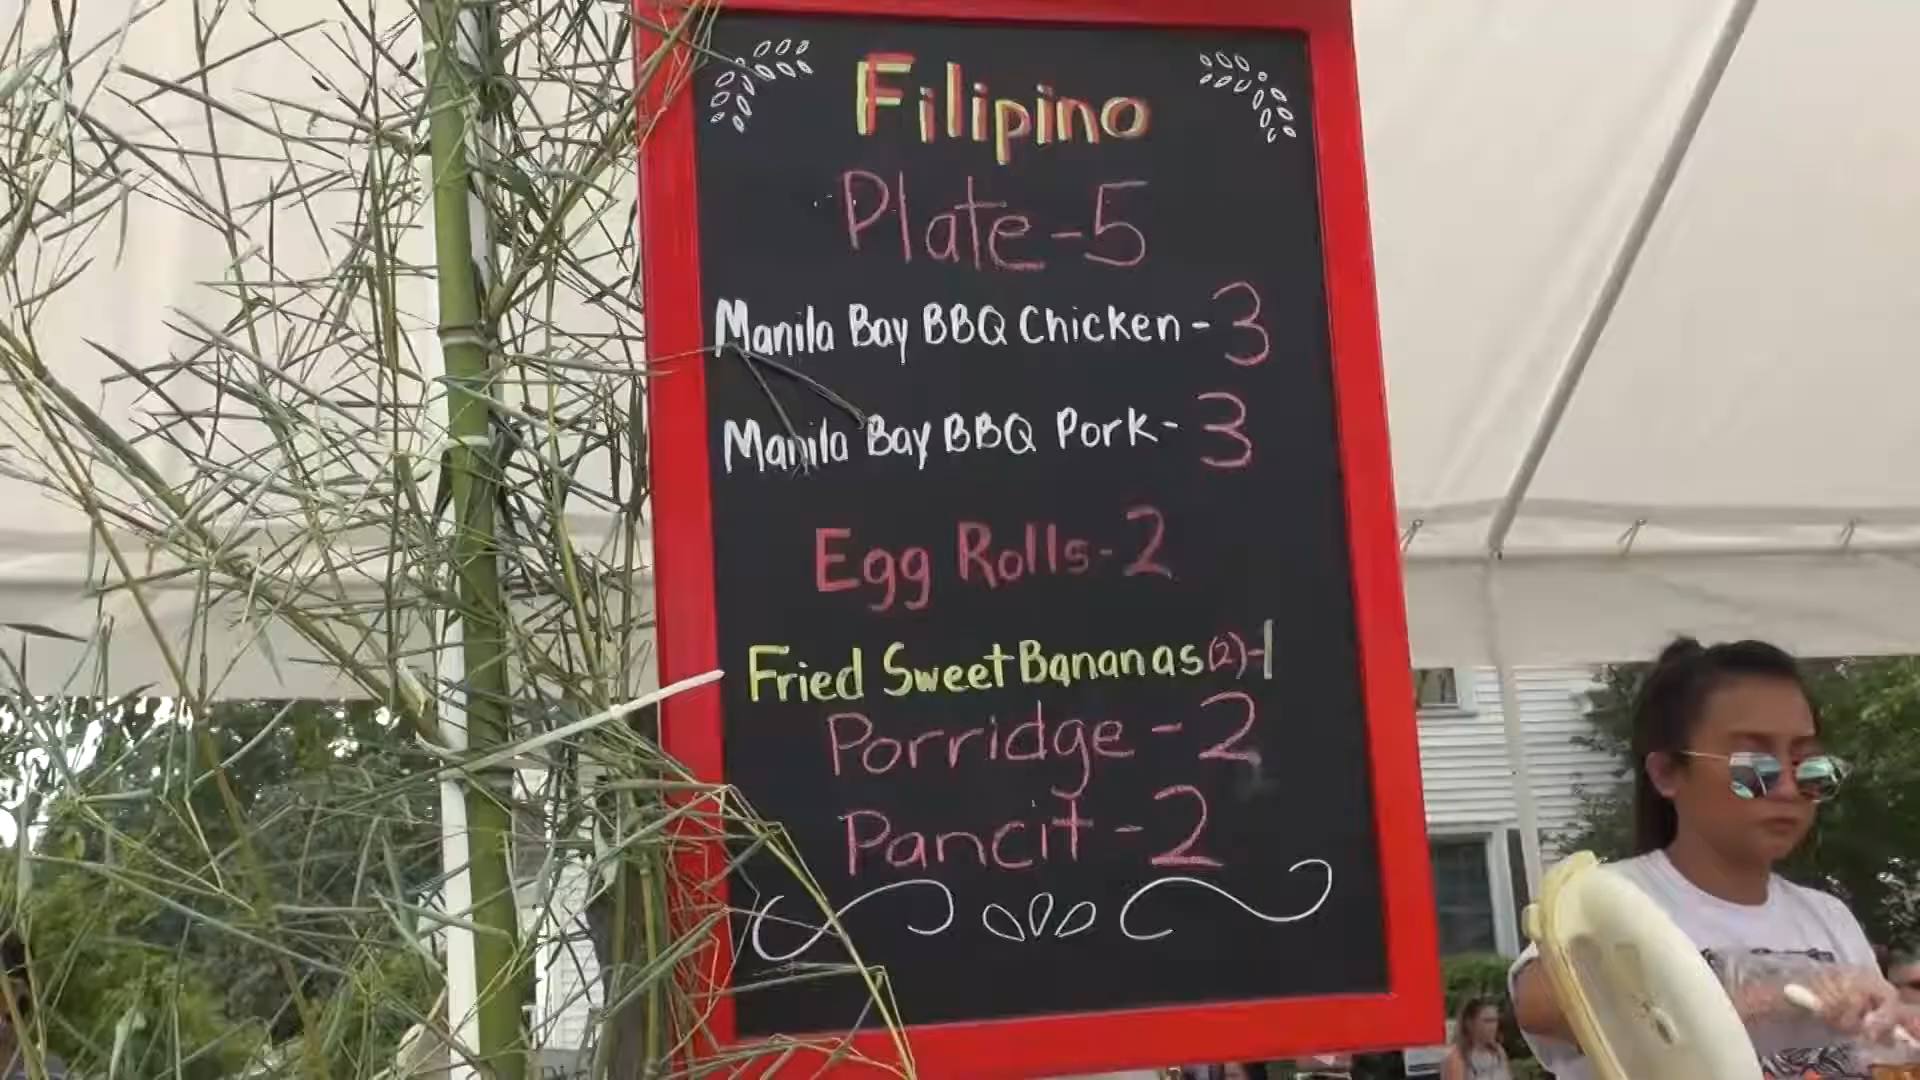 Filipino
Plate-5
Manila Bay BBQ Chicken-3
Manila Bay BBQ Pork-3
Egg Rolls-2
Fried Sweet Bananas(2)-1
Porridge-2
Pancit-2